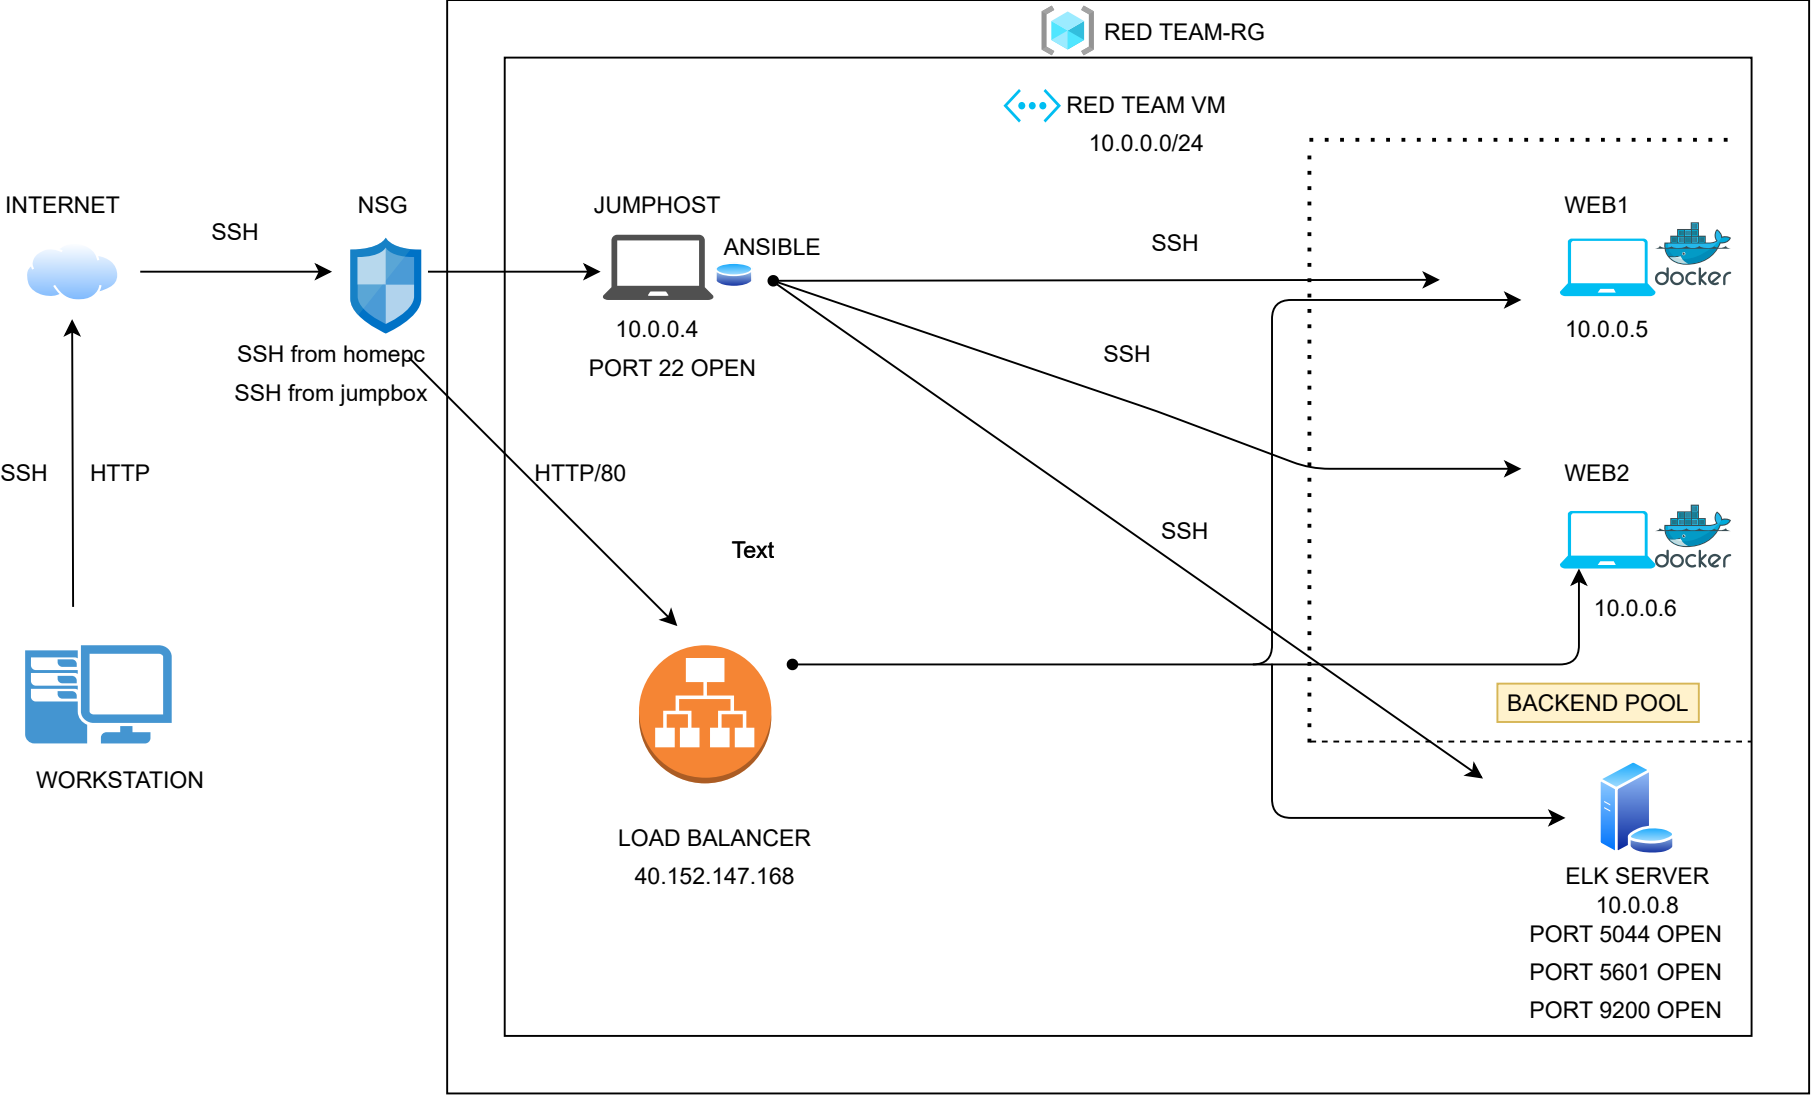 RED TEAM-RG
RED TEAM VM
10.0.0.0/24
INTERNET
SSH
NSG
SSH from homepc
SSH from jumpbox
JUMPHOST
ANSIBLE
10.0.0.4
PORT 22 OPEN
SSH
SSH
SSH
WEB1
docker
10.0.0.5
SSH
HTTP
HTTP/80
Text
WEB2
docker
10.0.0.6
BACKEND POOL
WORKSTATION
LOAD BALANCER
40.152.147.168
ELK SERVER
10.0.0.8
PORT 5044 OPEN
PORT 5601 OPEN
PORT 9200 OPEN